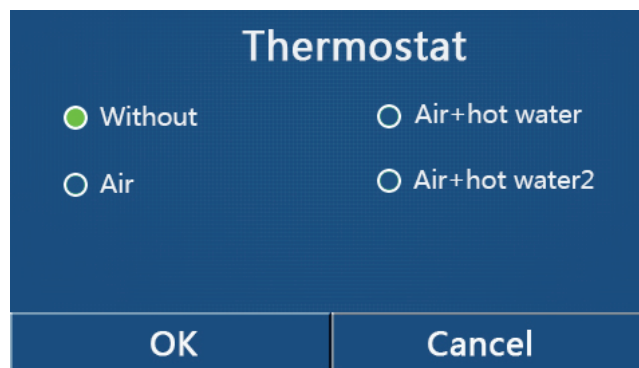 Thermostat
Without
Air+hot water
Air
Air+hot water2
OK
Cancel